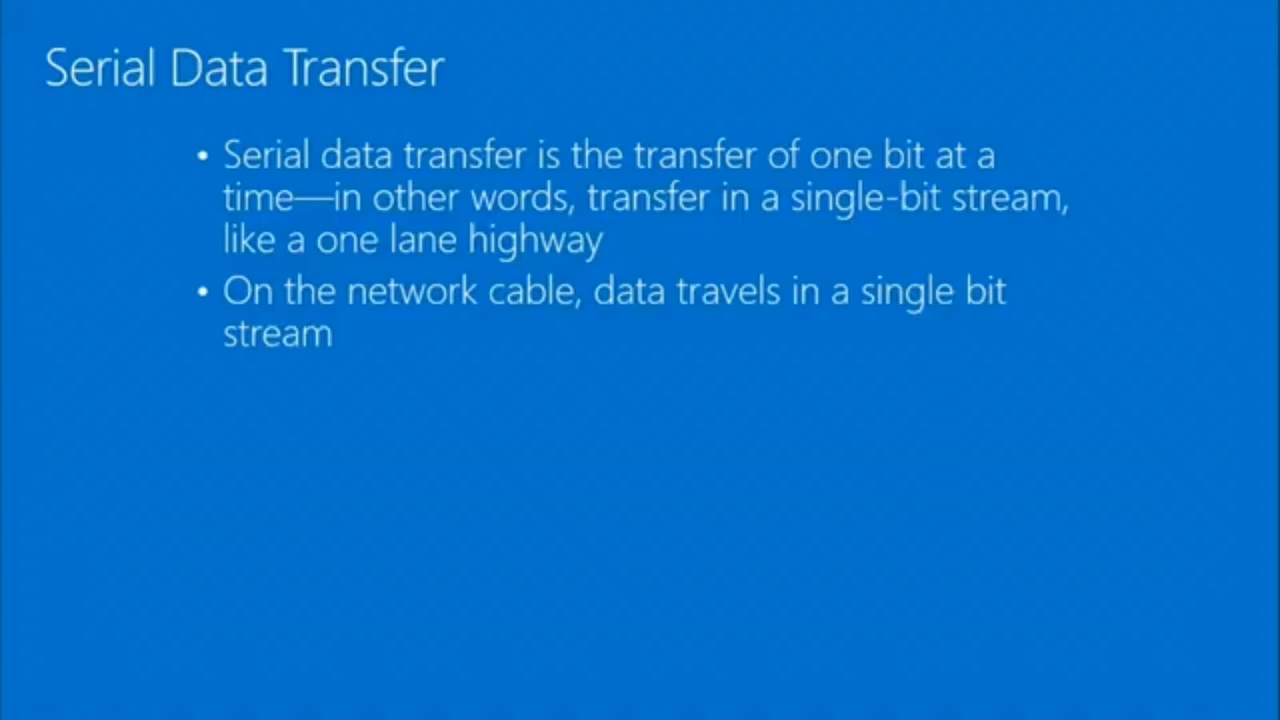 Serial Data Transfer
• Serial data transfer is the transfer of one bit at a
time—in other words, transfer in a single-bit stream,
like a one lane highway
• On the network cable, data travels in a single bit
stream